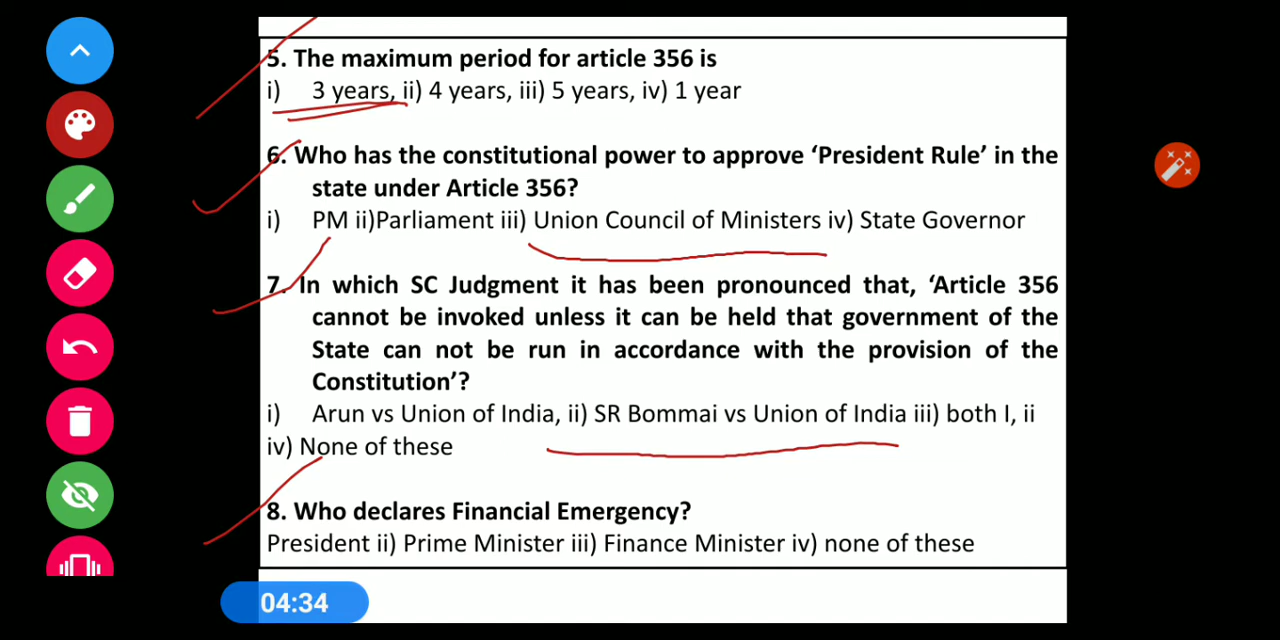 5. The maximum period for article 356 is
i) 3 years, ii) 4 years, iii) 5 years, iv) 1 year
6. Who has the constitutional power to approve ‘President Rule’ in the
state under Article 356?
i) PM ii)Parliament iii) Union Council of Ministers iv) State Governor
7. In which SC Judgment it has been pronounced that, ‘Article 356
cannot be invoked unless it can be held that government of the
State can not be run in accordance with the provision of the
Constitution’?
i) Arun vs Union of India, ii) SR Bommai vs Union of India iii) both I, ii
iv) None of these
8. Who declares Financial Emergency?
President ii) Prime Minister iii) Finance Minister iv) none of these
04:34